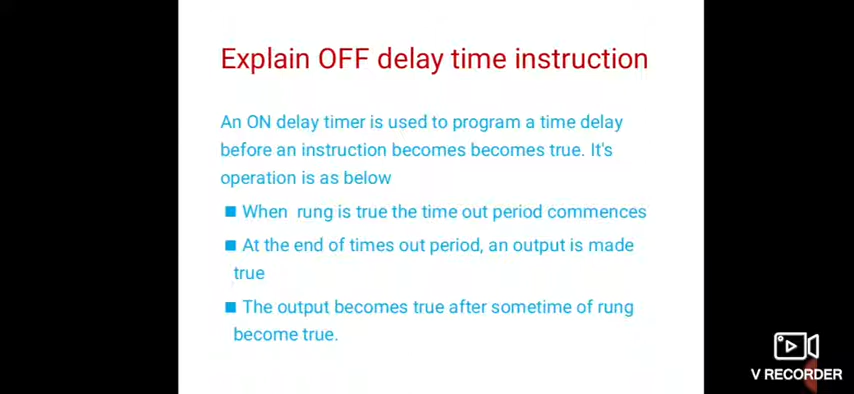 Explain OFF delay time instruction
An ON delay timer is used to program a time delay
before an instruction becomes becomes true. It's
operation is as below
■ When rung is true the time out period commences
■ At the end of times out period, an output is made
true
■ The output becomes true after sometime of rung
become true.
V RECORDER